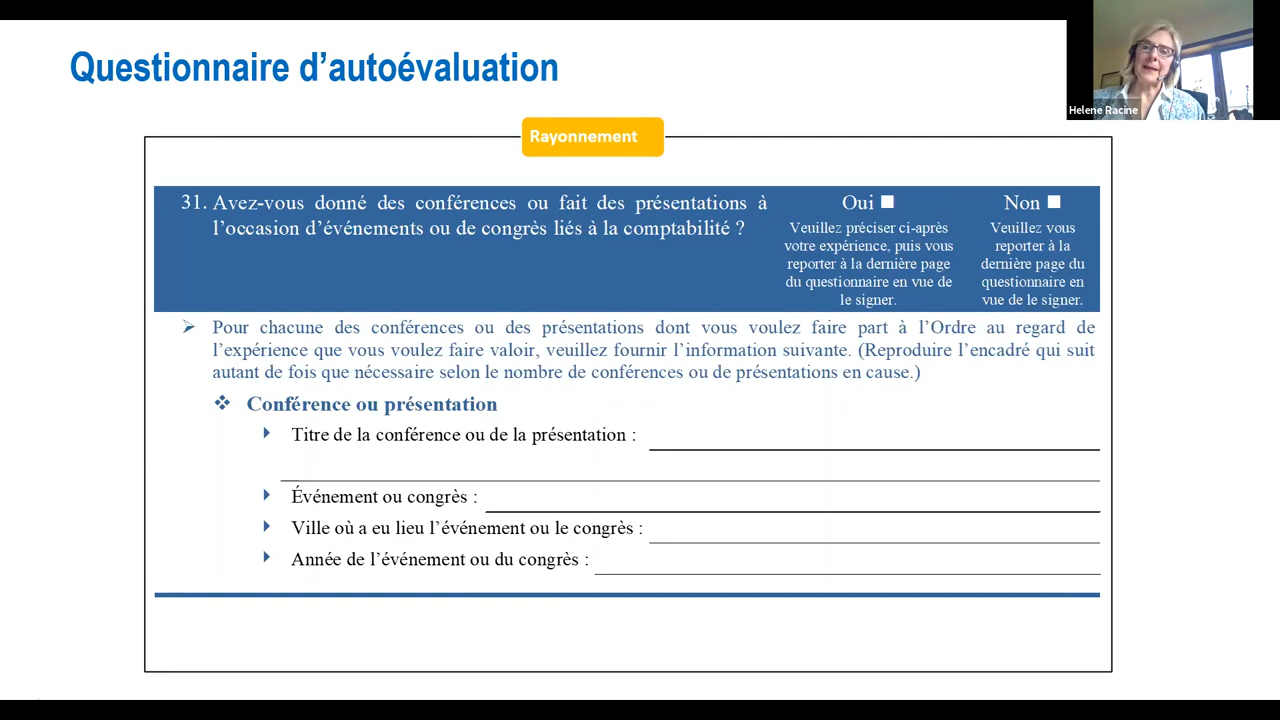 Questionnaire d’autoévaluation
Helene Racine
Rayonnement
31. Avez-vous donné des conférences ou fait des présentations à
l’occasion d’événements ou de congrès liés à la comptabilité ?
Oui
Veuillez préciser ci-après
votre expérience, puis vous
reporter à la dernière page
du questionnaire en vue de
le signer.
Non
Veuillez vous
reporter à la
dernière page du
questionnaire en
vue de le signer.
Pour chacune des conférences ou des présentations dont vous voulez faire part à l’Ordre au regard de
l’expérience que vous voulez faire valoir, veuillez fournir l’information suivante. (Reproduire l’encadré qui suit
autant de fois que nécessaire selon le nombre de conférences ou de présentations en cause.)
Conférence ou présentation
Titre de la conférence ou de la présentation :
Événement ou congrès :
Ville où a eu lieu l’événement ou le congrès :
Année de l’événement ou du congrès :